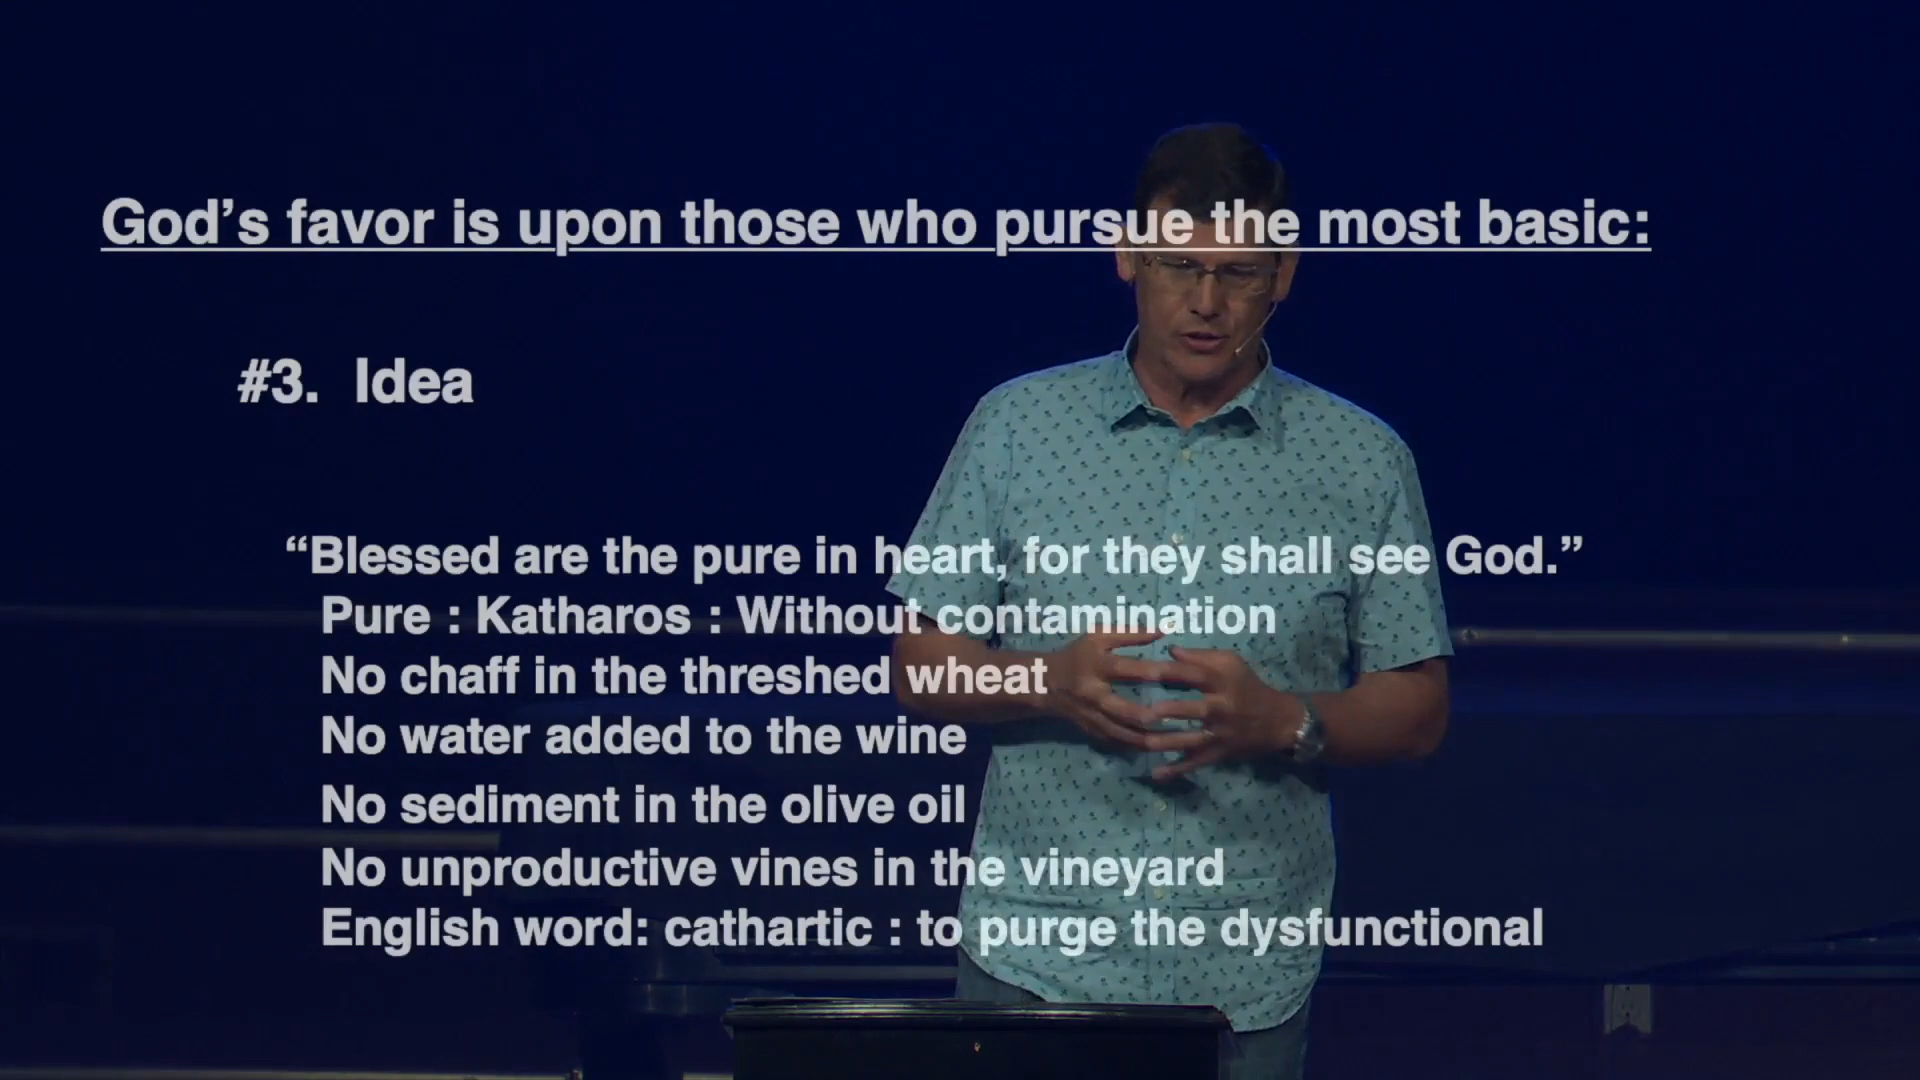 God’s favor is upon those who pursue the most basic:
#3. Idea
“Blessed are the pure in heart, for they shall see God.”
Pure : Katharos : Without contamination
No chaff in the threshed wheat
No water added to the wine
No sediment in the olive oil
No unproductive vines in the vineyard
English word: cathartic : to purge the dysfunctional